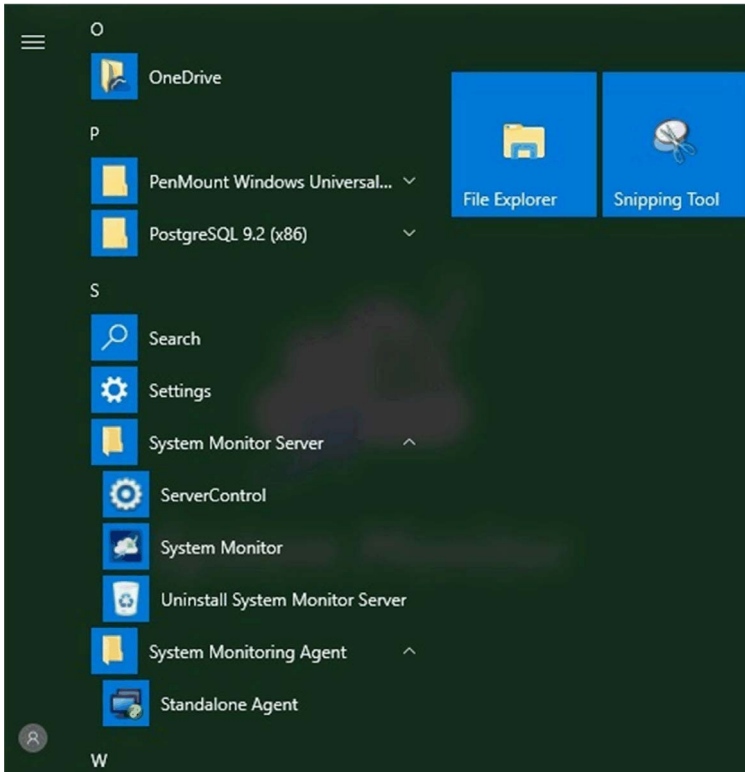 O
OneDrive
P
PenMount Windows Universal...
PostgreSQL 9.2 (x86)
S
Search
Settings
System Monitor Server
ServerControl
System Monitor
Uninstall System Monitor Server
System Monitoring Agent
Standalone Agent
W
File Explorer
Snipping Tool